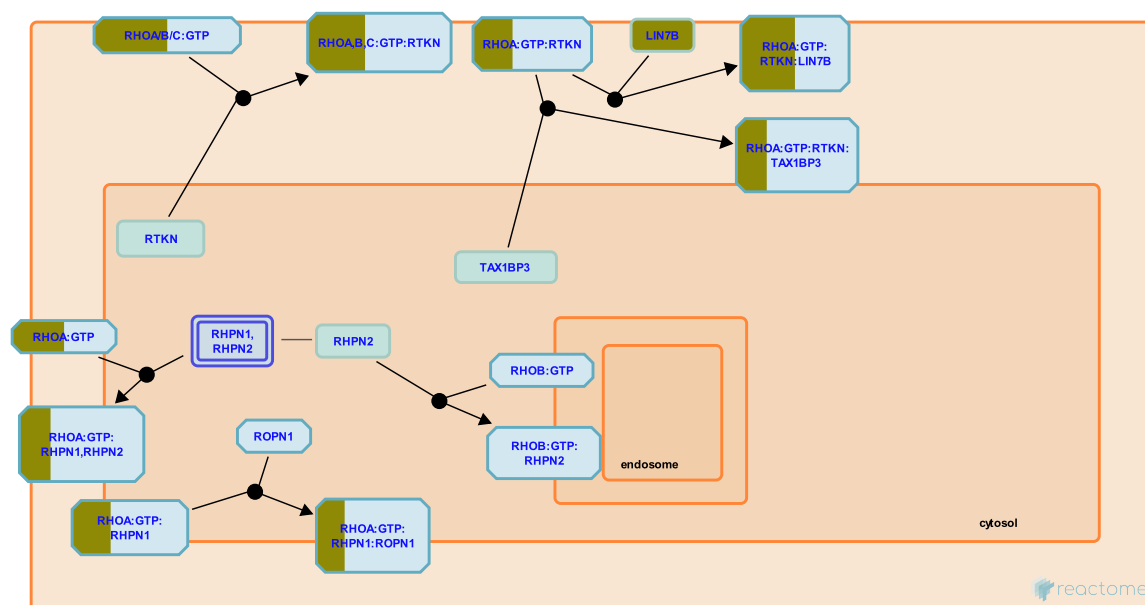 RHOA/B/C:GTP
RHOA,B,C:GTP:RTKN
RHOA:GTP:RTKN
LIN7B
RHOA:GTP:
RTKN:LIN7B
RHOA:GTP:RTKN:
TAX1BP3
RTKN
TAX1BP3
RHOA:GTP
RHPN1,
RHPN2
RHPN2
RHOB:GTP
RHOA:GTP:
RHPN1,RHPN2
ROPN1
RHOB:GTP:
RHPN2
endosome
RHOA:GTP:
RHPN1
RHOA:GTP:
RHPN1:ROPN1
cytosol
reactome